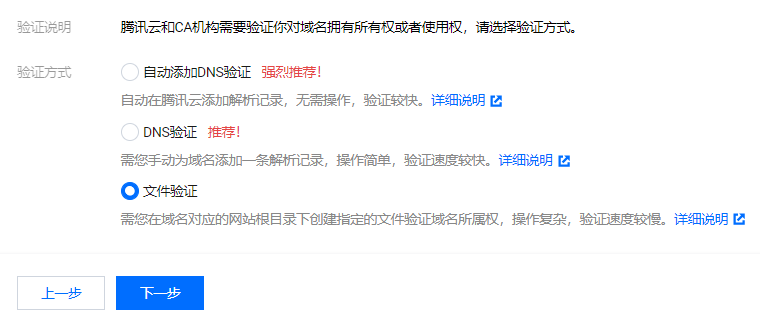 验证说明 腾讯云和CA机构需要验证你对域名拥有所有权或者使用权，请选择验证方式。
验证方式 自动添加DNS验证 强烈推荐！
自动在腾讯云添加解析记录，无需操作，验证较快。详细说明
DNS验证 推荐！
需您手动为域名添加一条解析记录，操作简单，验证速度较快。详细说明
文件验证
需您在域名对应的网站根目录下创建指定的文件验证域名所属权，操作复杂，验证速度较慢。详细说明
上一步 下一步